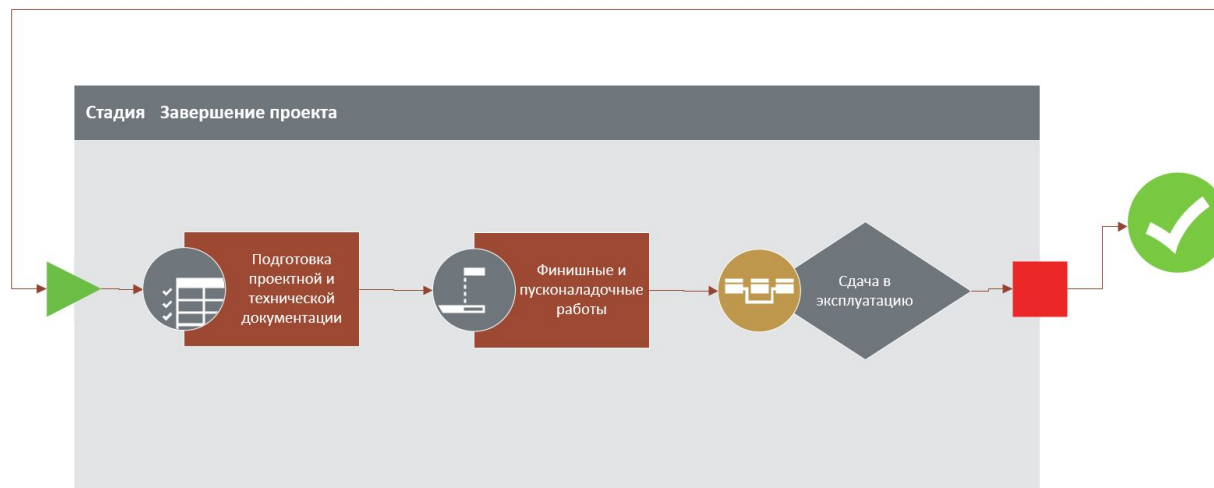 Стадия Завершение проекта
Подготовка
проектной и
технической
документации
Финишные и
пусконаладочные
работы
Сдача в
эксплуатацию